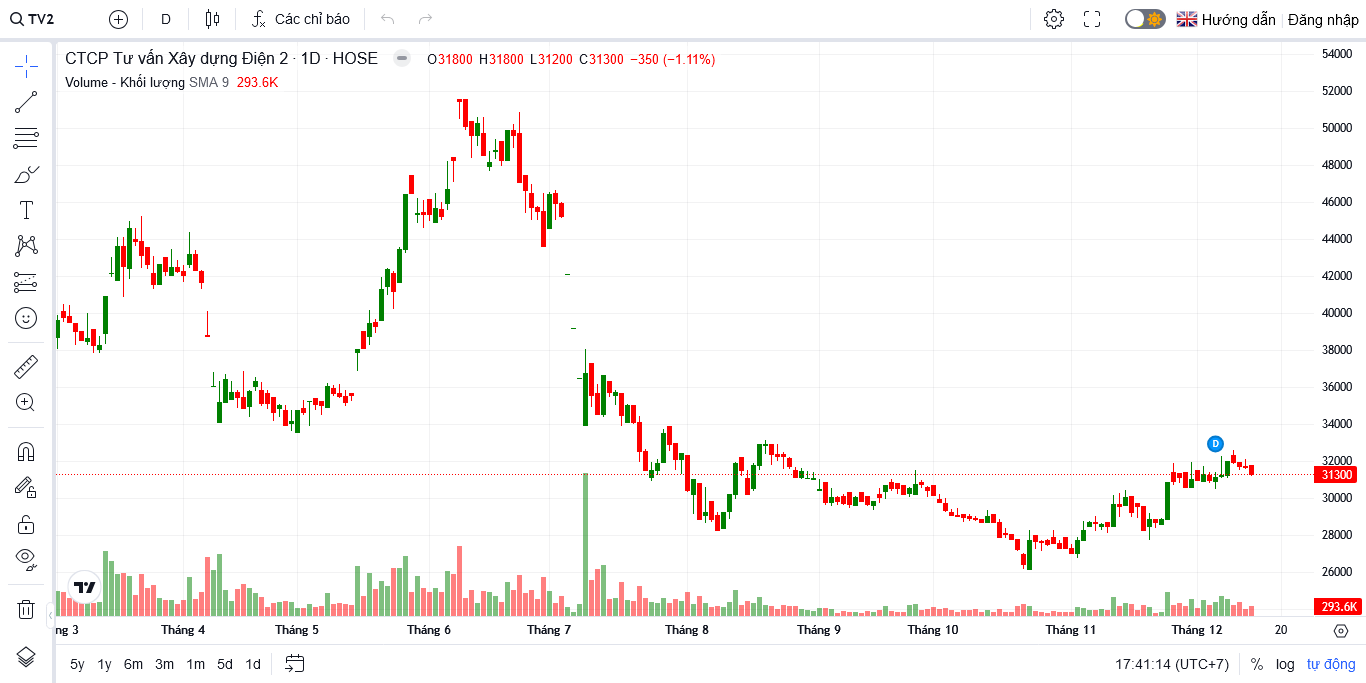 TV2 D Các chỉ báo Hướng dẫn Đăng nhập
CTCP Tư vấn Xây dựng Điện 2 · 1D · HOSE O31800 H31800 L31200 C31300 −350 (−1.11%)
Volume - Khối lượng SMA 9 293.6K
54000
52000
50000
48000
46000
44000
42000
40000
38000
36000
34000
D
32000
31300
30000
28000
26000
293.6K
ng 3 Tháng 4 Tháng 5 Tháng 6 Tháng 7 Tháng 8 Tháng 9 Tháng 10 Tháng 11 Tháng 12 20
5y 1y 6m 3m 1m 5d 1d 17:41:14 (UTC+7) % log tự động